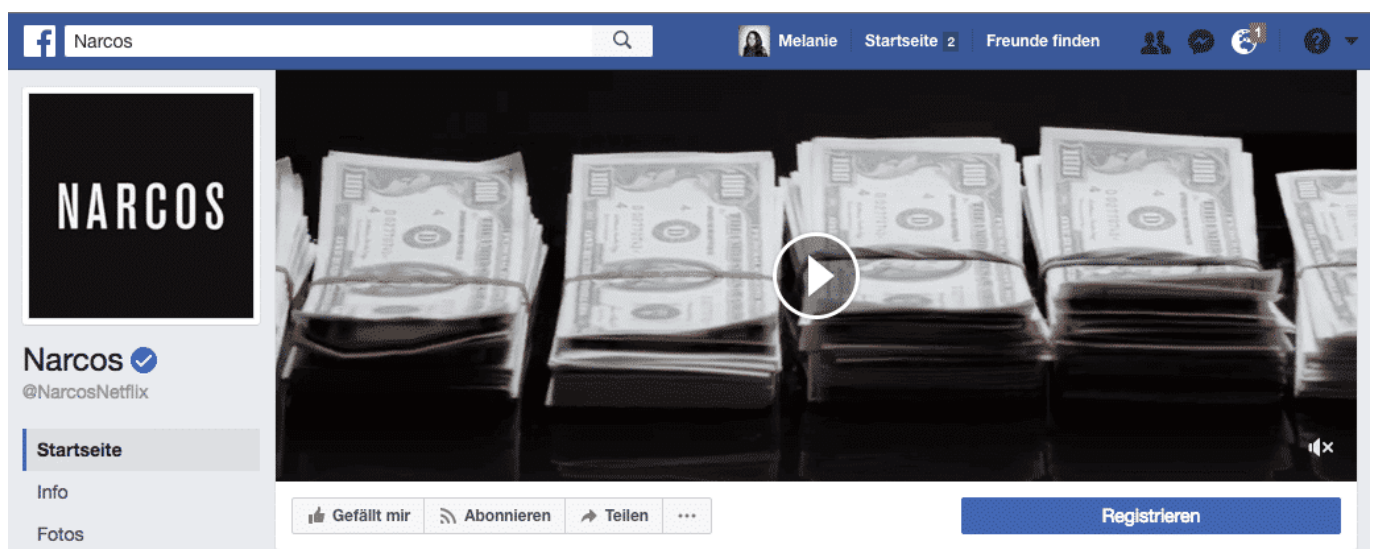 Narcos
Melanie Startseite 2 Freunde finden 1
NARCOS
Narcos
@NarcosNetflix
Startseite
Info
Fotos
Gefällt mir Abonnieren Teilen ...
Registrieren